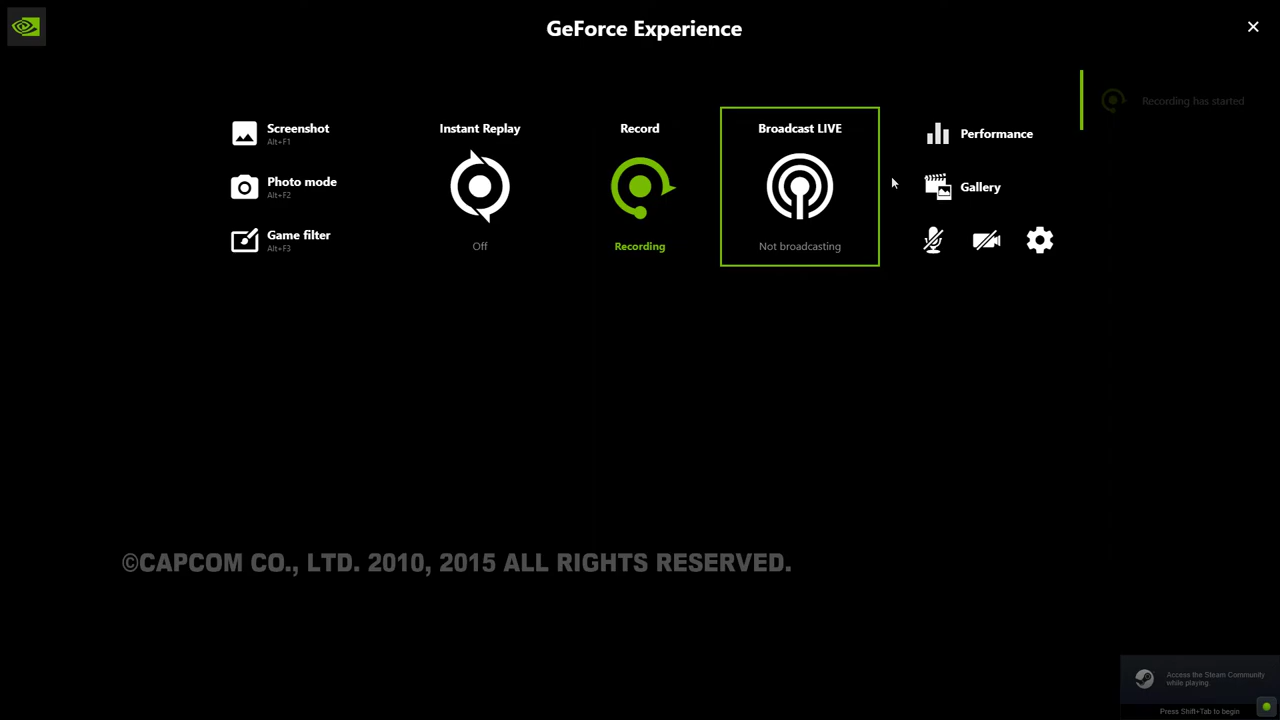 GeForce Experience
Recording has started
Screenshot
Alt+F1
Photo mode
Alt+F2
Game filter
Alt+F3
Instant Replay
Off
Record
Recording
Broadcast LIVE
Not broadcasting
Performance
Gallery
©CAPCOM CO., LTD. 2010, 2015 ALL RIGHTS RESERVED.
Access the Steam Community
while playing.
Press Shift+Tab to begin